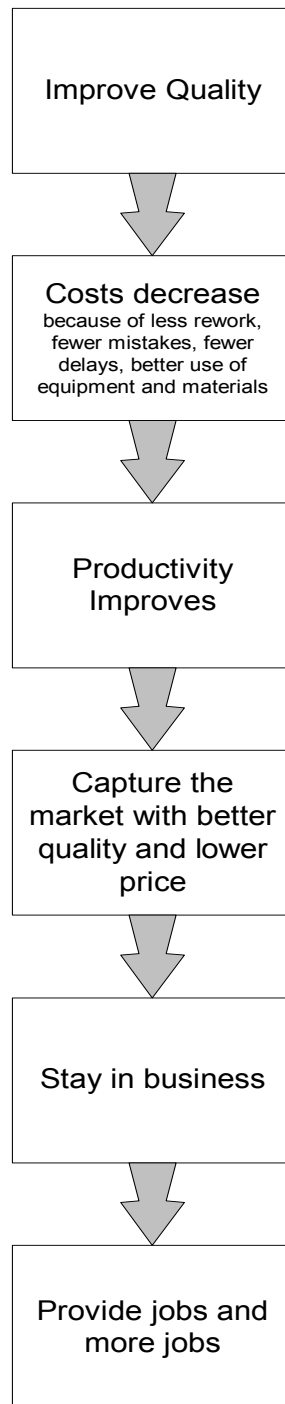 Improve Quality
Costs decrease
because of less rework,
fewer mistakes, fewer
delays, better use of
equipment and materials
Productivity
Improves
Capture the
market with better
quality and lower
price
Stay in business
Provide jobs and
more jobs